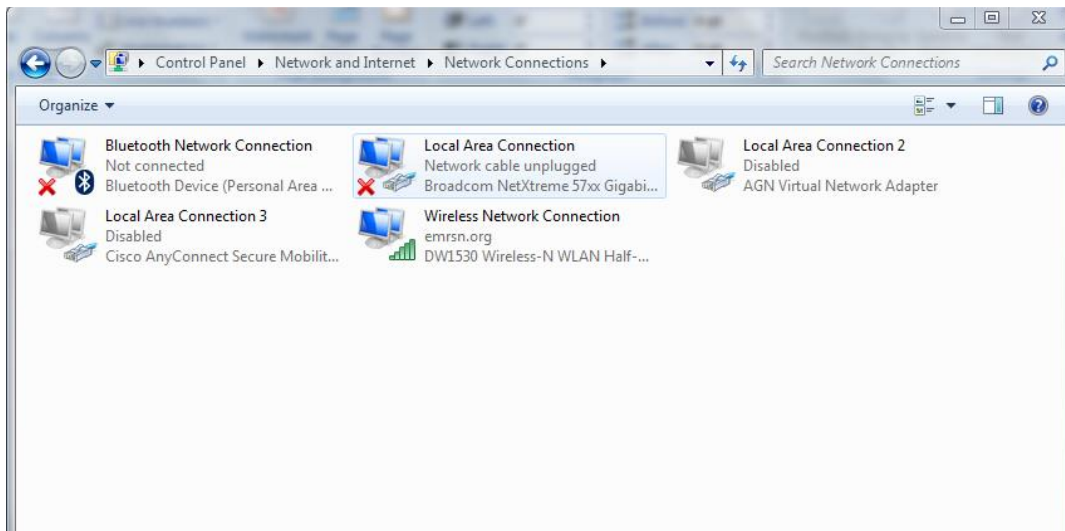 Control Panel ▸ Network and Internet ▸ Network Connections ▸
Search Network Connections
Organize
Bluetooth Network Connection
Not connected
Bluetooth Device (Personal Area ...
Local Area Connection
Network cable unplugged
Broadcom NetXtreme 57xx Gigabi...
Local Area Connection 2
Disabled
AGN Virtual Network Adapter
Local Area Connection 3
Disabled
Cisco AnyConnect Secure Mobilit...
Wireless Network Connection
emrsn.org
DW1530 Wireless-N WLAN Half-...